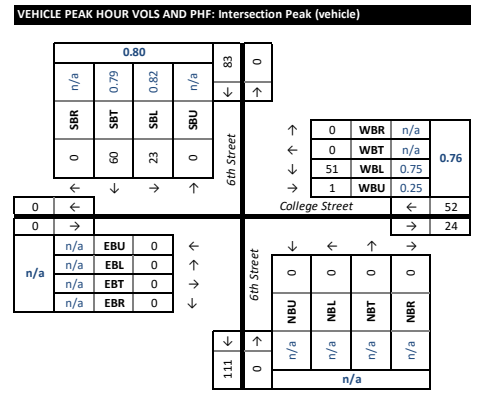 VEHICLE PEAK HOUR VOLS AND PHF: Intersection Peak (vehicle)
0.80
83
0
n/a
0.79
0.82
n/a
↓
↑
SBR
SBT
SBL
SBU
6th Street
0
60
23
0
←
↓
→
↑
↑ 0 WBR n/a
← 0 WBT n/a
↓ 51 WBL 0.75
→ 1 WBU 0.25
0.76
0 ←
College Street
← 52
0 →
→ 24
n/a
n/a EBU 0 ←
n/a EBL 0 ↑
n/a EBT 0 →
n/a EBR 0 ↓
6th Street
↓
←
↑
→
0
0
0
0
NBU
NBL
NBT
NBR
↓
↑
n/a
n/a
n/a
n/a
111
0
n/a